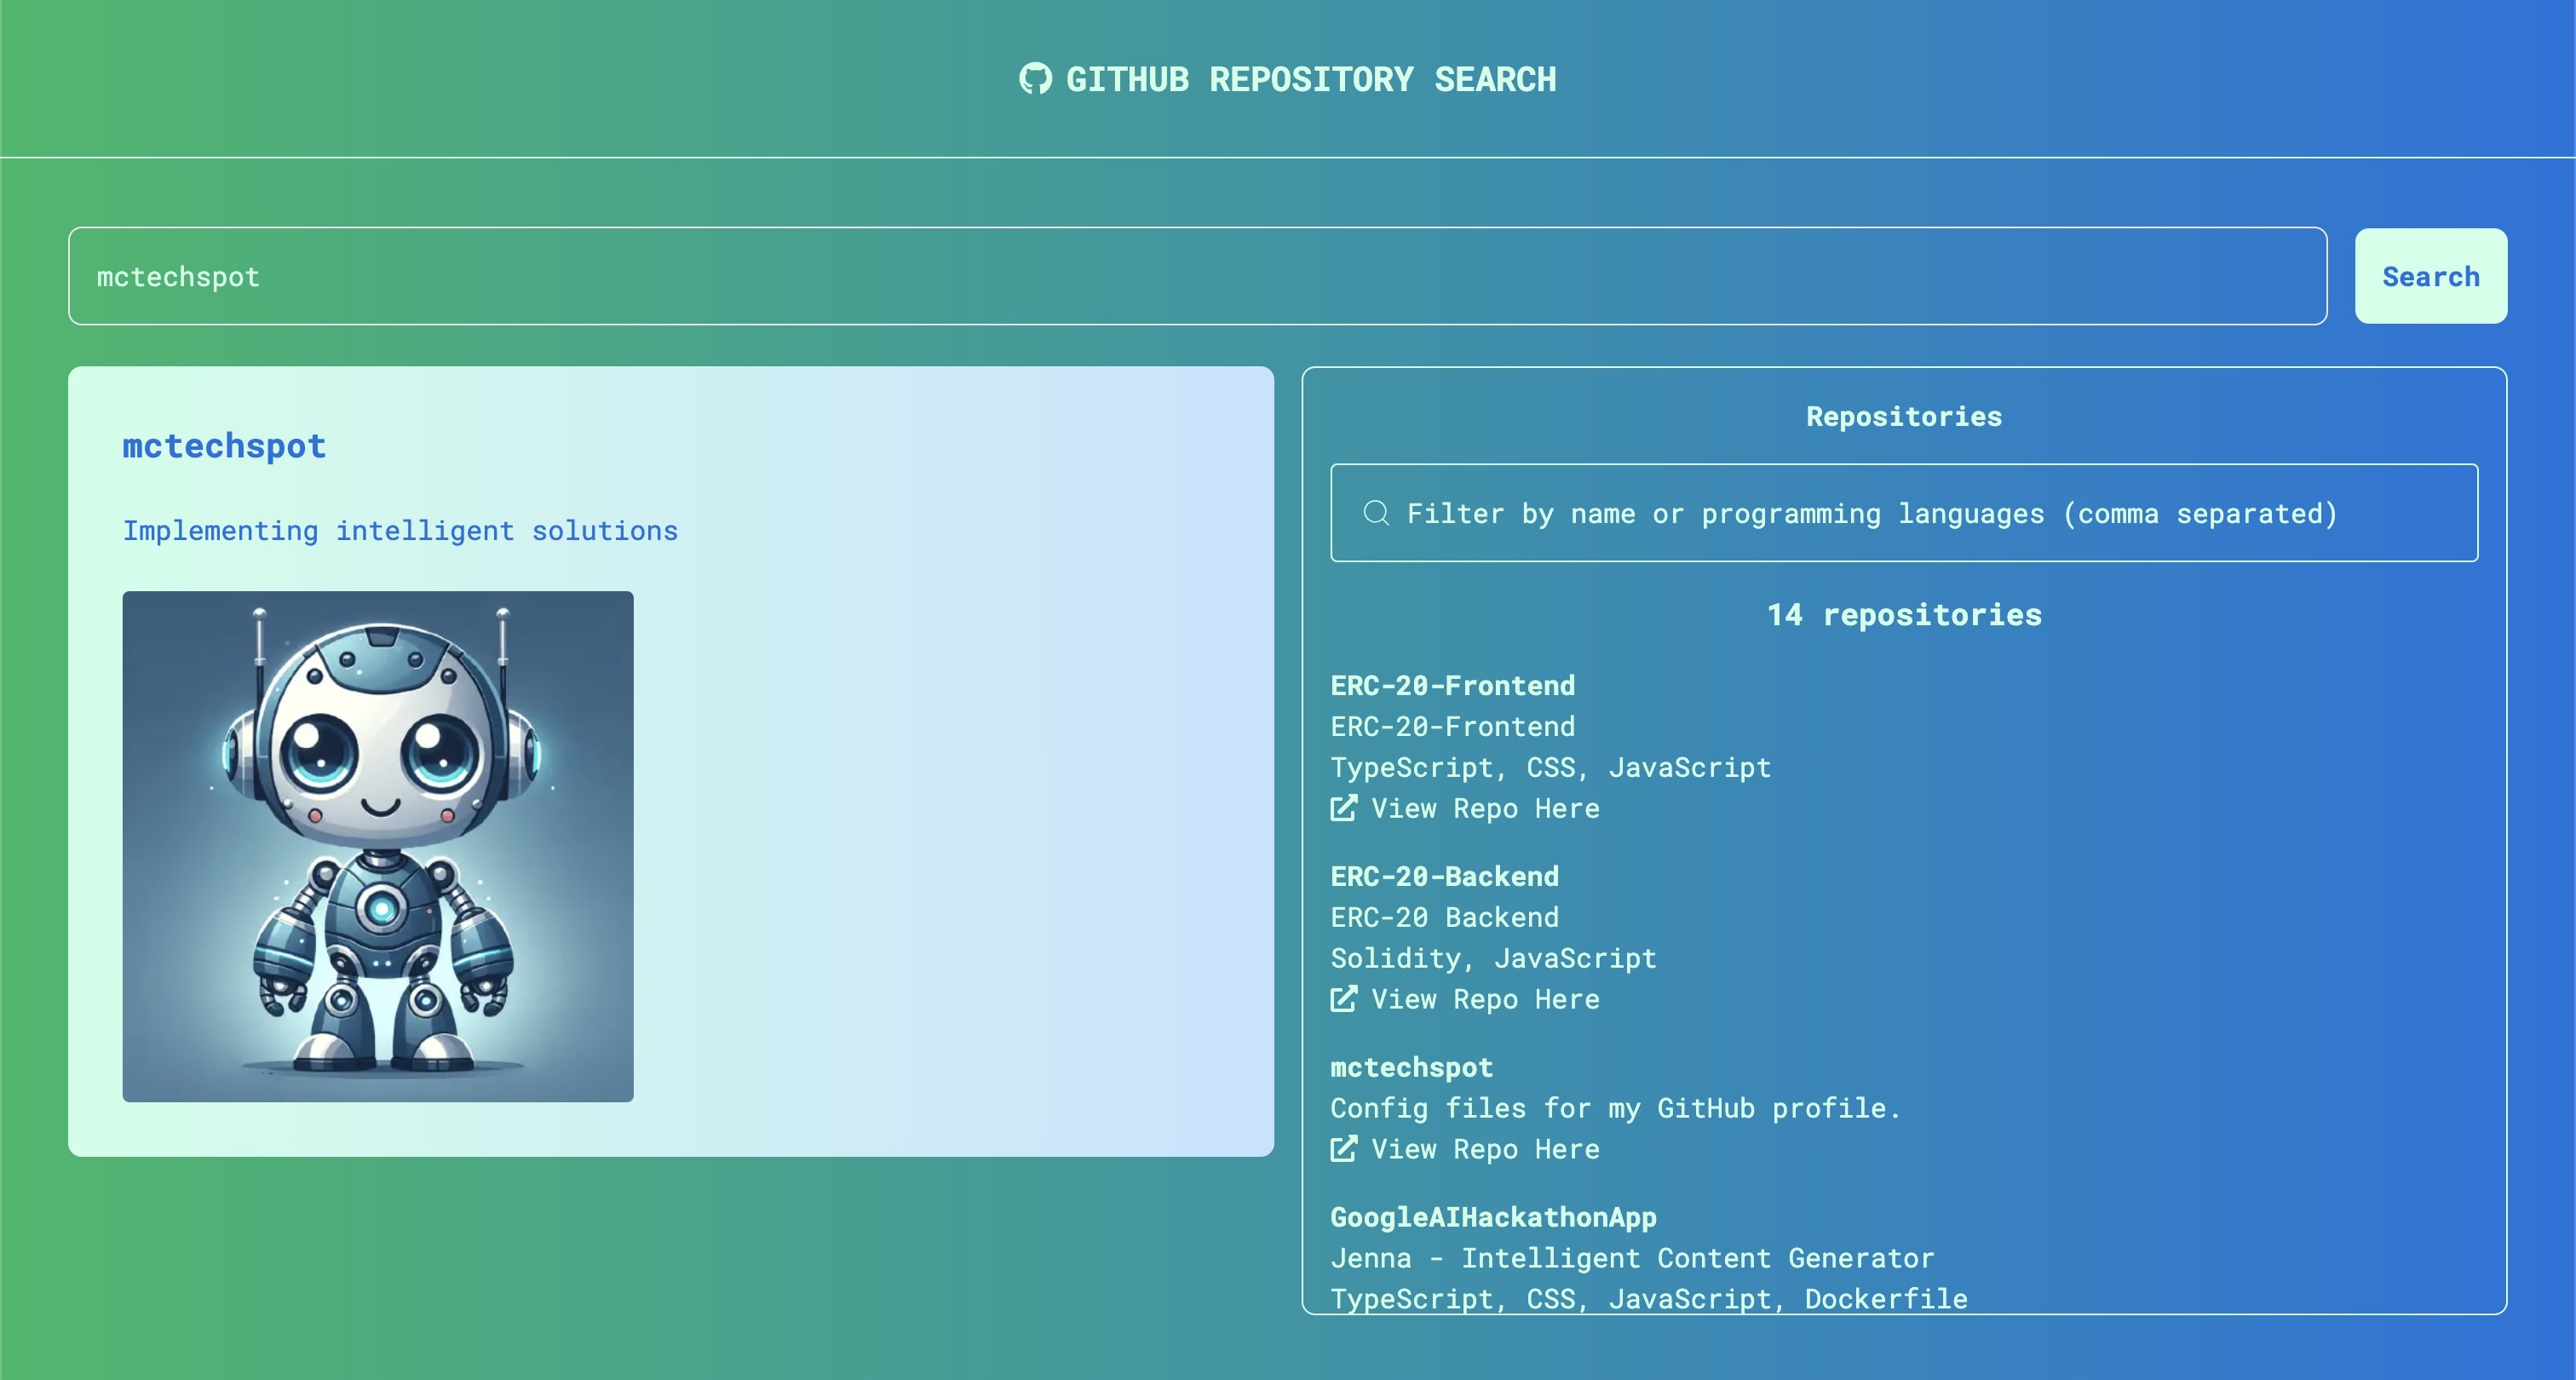 GITHUB REPOSITORY SEARCH
mctechspot
Search
mctechspot
Implementing intelligent solutions
Repositories
Filter by name or programming languages (comma separated)
14 repositories
ERC-20-Frontend
ERC-20-Frontend
TypeScript, CSS, JavaScript
View Repo Here
ERC-20-Backend
ERC-20 Backend
Solidity, JavaScript
View Repo Here
mctechspot
Config files for my GitHub profile.
View Repo Here
GoogleAIHackathonApp
Jenna - Intelligent Content Generator
TypeScript, CSS, JavaScript, Dockerfile